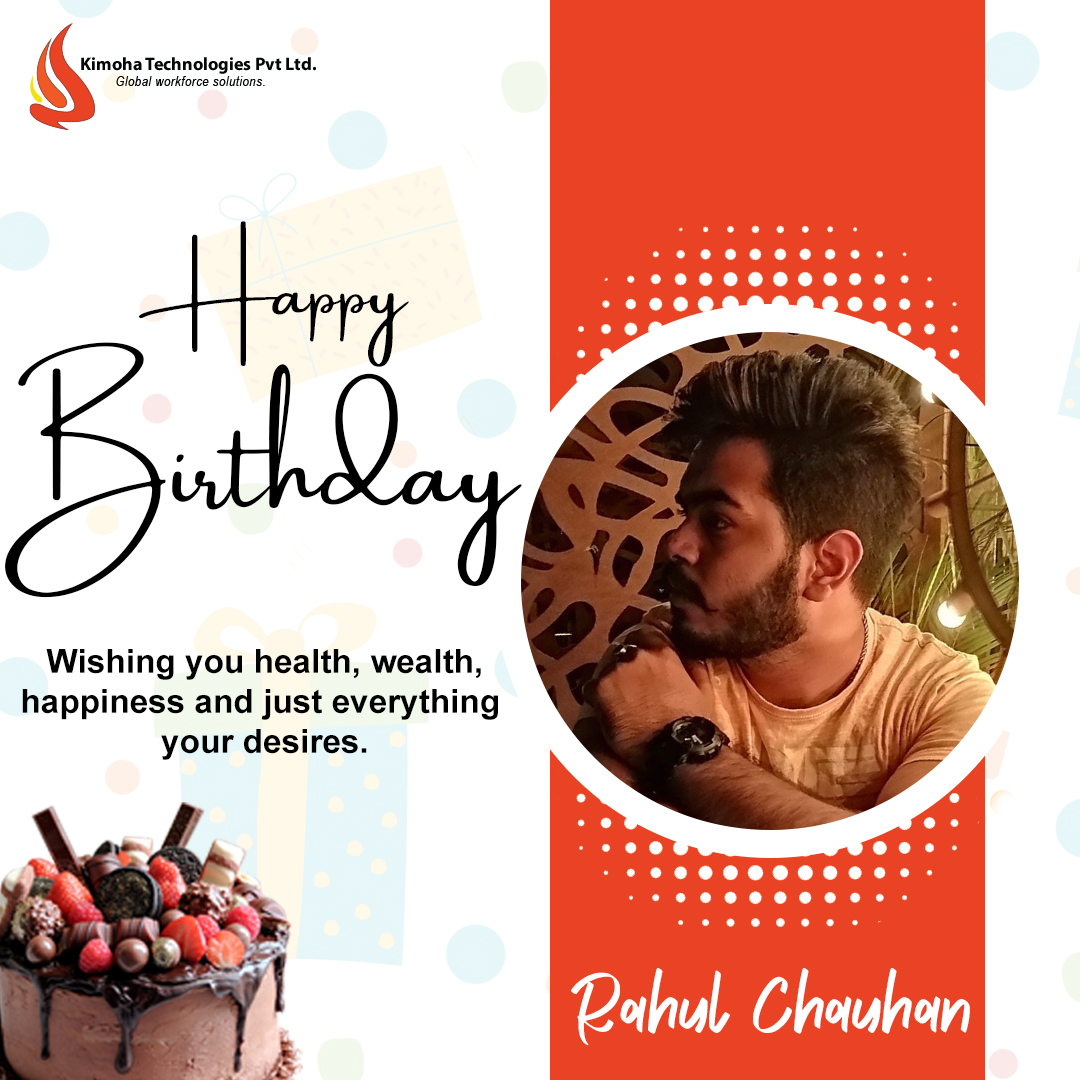 Kimoha Technologies Pvt Ltd.
Global workforce solutions.
Happy
Birthday
Wishing you health, wealth,
happiness and just everything
your desires.
Rahul Chauhan